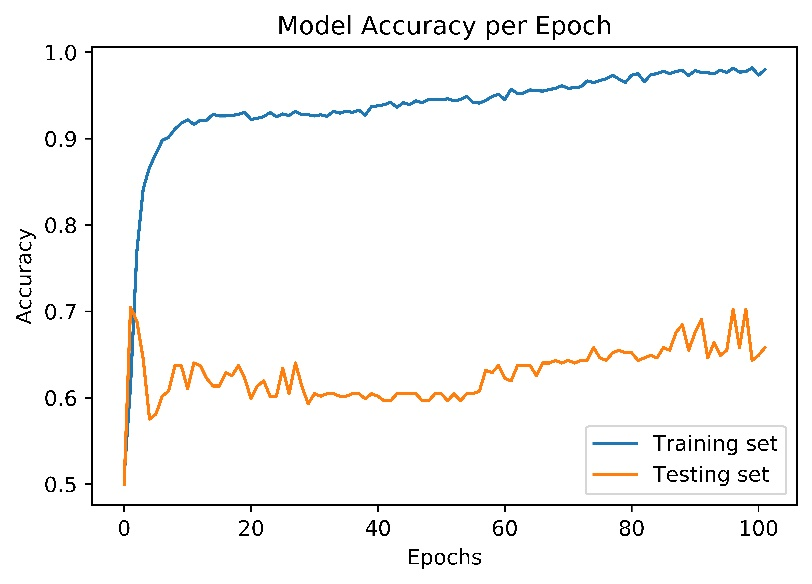 Model Accuracy per Epoch
1.0
0.9
0.8
0.7
0.6
0.5
Accuracy
0 20 40 60 80 100
Epochs
Training set
Testing set